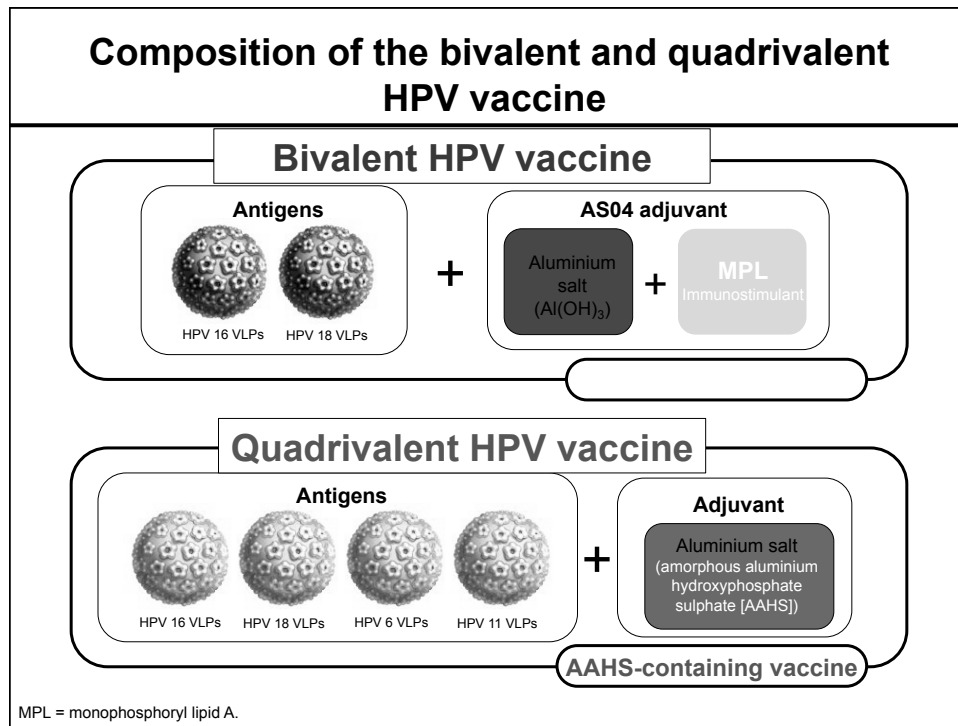 Composition of the bivalent and quadrivalent
HPV vaccine
Bivalent HPV vaccine
Antigens
HPV 16 VLPs
HPV 18 VLPs
+
AS04 adjuvant
Aluminium
salt
(Al(OH)₃)
+
MPL
Immunostimulant
Quadrivalent HPV vaccine
Antigens
HPV 16 VLPs
HPV 18 VLPs
HPV 6 VLPs
HPV 11 VLPs
+
Adjuvant
Aluminium salt
(amorphous aluminium
hydroxyphosphate
sulphate [AAHS])
AAHS-containing vaccine
MPL = monophosphoryl lipid A.